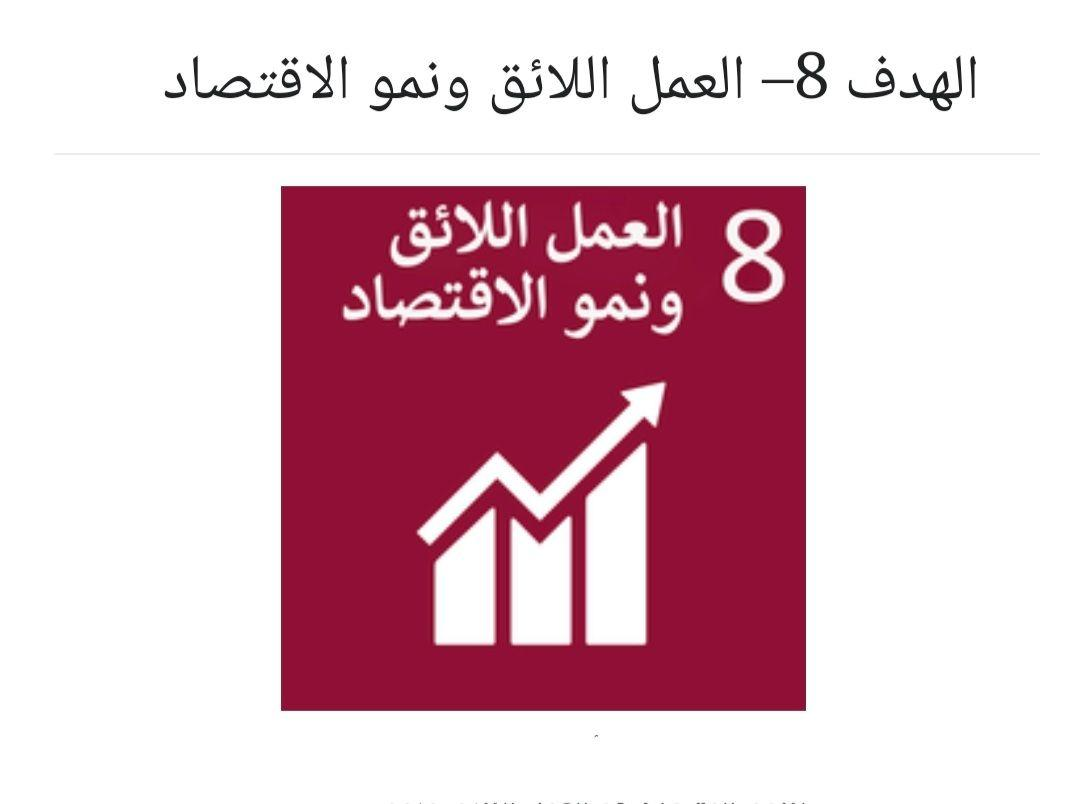 الهدف 8– العمل اللائق ونمو الاقتصاد
8 العمل اللائق
ونمو الاقتصاد